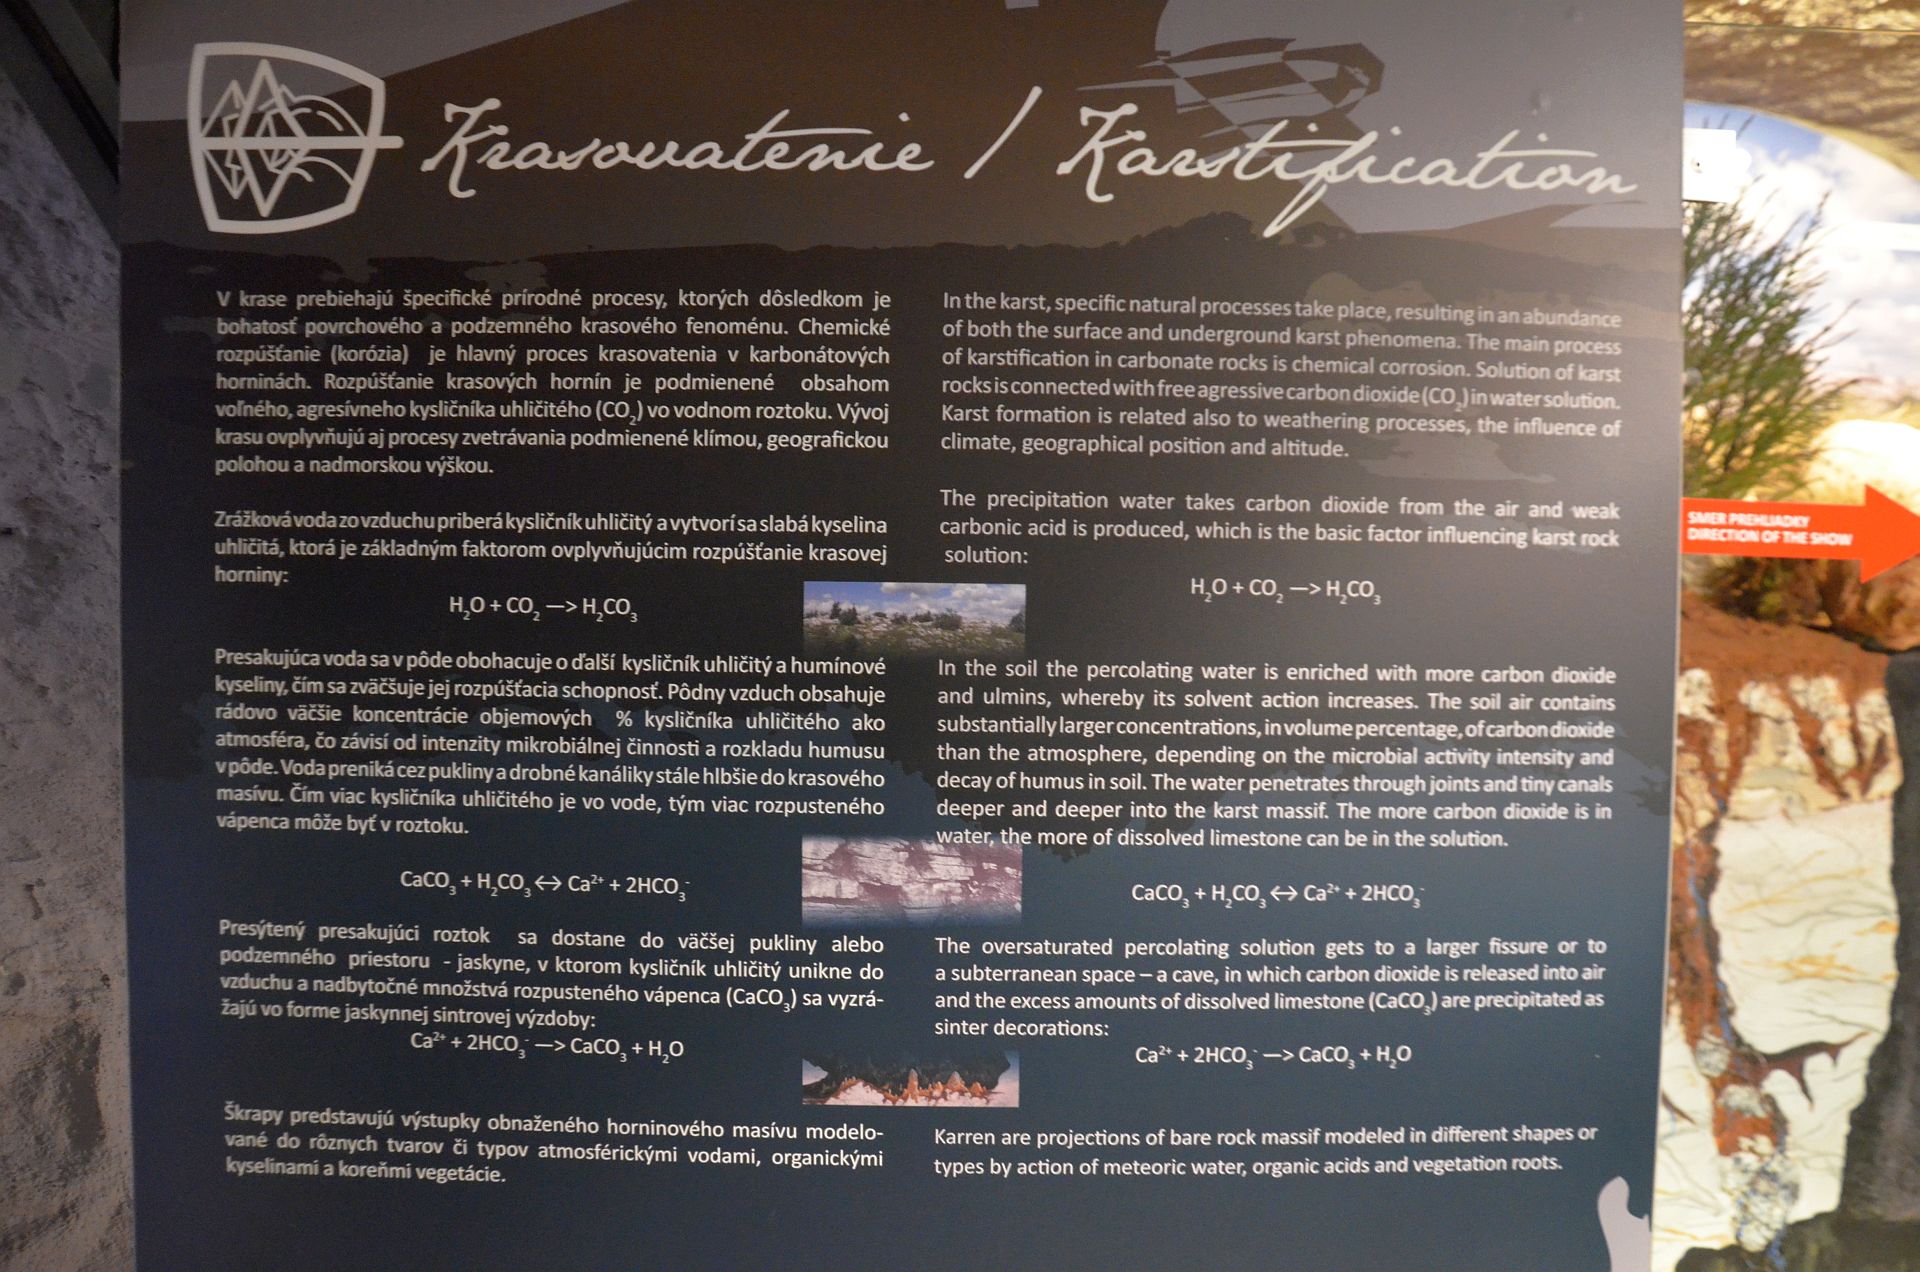 Krasovatenie / Karstification
V krase prebiehajú špecifické prírodné procesy, ktorých dôsledkom je
bohatosť povrchového a podzemného krasového fenoménu. Chemické
rozpúšťanie (korózia) je hlavný proces krasovatenia v karbonátových
horninách. Rozpúšťanie krasových hornín je podmienené obsahom
voľného, agresívneho kysličníka uhličitého (CO₂) vo vodnom roztoku. Vývoj
krasu ovplyvňujú aj procesy zvetrávania podmienené klímou, geografickou
polohou a nadmorskou výškou.
Zrážková voda zo vzduchu priberá kysličník uhličitý a vytvorí sa slabá kyselina
uhličitá, ktorá je základným faktorom ovplyvňujúcim rozpúšťanie krasovej
horniny:
H₂O + CO₂ —> H₂CO₃
Presakujúca voda sa v pôde obohacuje o ďalší kysličník uhličitý a humínové
kyseliny, čím sa zväčšuje jej rozpúšťacia schopnosť. Pôdny vzduch obsahuje
rádovo väčšie koncentrácie objemových % kysličníka uhličitého ako
atmosféra, čo závisí od intenzity mikrobiálnej činnosti a rozkladu humusu
v pôde. Voda preniká cez pukliny a drobné kanáliky stále hlbšie do krasového
masívu. Čím viac kysličníka uhličitého je vo vode, tým viac rozpusteného
vápenca môže byť v roztoku.
CaCO₃ + H₂CO₃ <-> Ca²⁺ + 2HCO₃⁻
Presýtený presakujúci roztok sa dostane do väčšej pukliny alebo
podzemného priestoru - jaskyne, v ktorom kysličník uhličitý unikne do
vzduchu a nadbytočné množstvá rozpusteného vápenca (CaCO₃) sa vyzrá-
žajú vo forme jaskynnej sintrovej výzdoby:
Ca²⁺ + 2HCO₃⁻ —> CaCO₃ + H₂O
Škrapy predstavujú výstupky obnaženého horninového masívu modelo-
vané do rôznych tvarov či typov atmosférickými vodami, organickými
kyselinami a koreňmi vegetácie.
In the karst, specific natural processes take place, resulting in an abundance
of both the surface and underground karst phenomena. The main process
of karstification in carbonate rocks is chemical corrosion. Solution of karst
rocks is connected with free agressive carbon dioxide (CO₂) in water solution.
Karst formation is related also to weathering processes, the influence of
climate, geographical position and altitude.
The precipitation water takes carbon dioxide from the air and weak
carbonic acid is produced, which is the basic factor influencing karst rock
solution:
H₂O + CO₂ —> H₂CO₃
In the soil the percolating water is enriched with more carbon dioxide
and ulmins, whereby its solvent action increases. The soil air contains
substantially larger concentrations, in volume percentage, of carbon dioxide
than the atmosphere, depending on the microbial activity intensity and
decay of humus in soil. The water penetrates through joints and tiny canals
deeper and deeper into the karst massif. The more carbon dioxide is in
water, the more of dissolved limestone can be in the solution.
CaCO₃ + H₂CO₃ <-> Ca²⁺ + 2HCO₃⁻
The oversaturated percolating solution gets to a larger fissure or to
a subterranean space – a cave, in which carbon dioxide is released into air
and the excess amounts of dissolved limestone (CaCO₃) are precipitated as
sinter decorations:
Ca²⁺ + 2HCO₃⁻ —> CaCO₃ + H₂O
Karren are projections of bare rock massif modeled in different shapes or
types by action of meteoric water, organic acids and vegetation roots.
SMER PREHLIADKY
DIRECTION OF THE SHOW